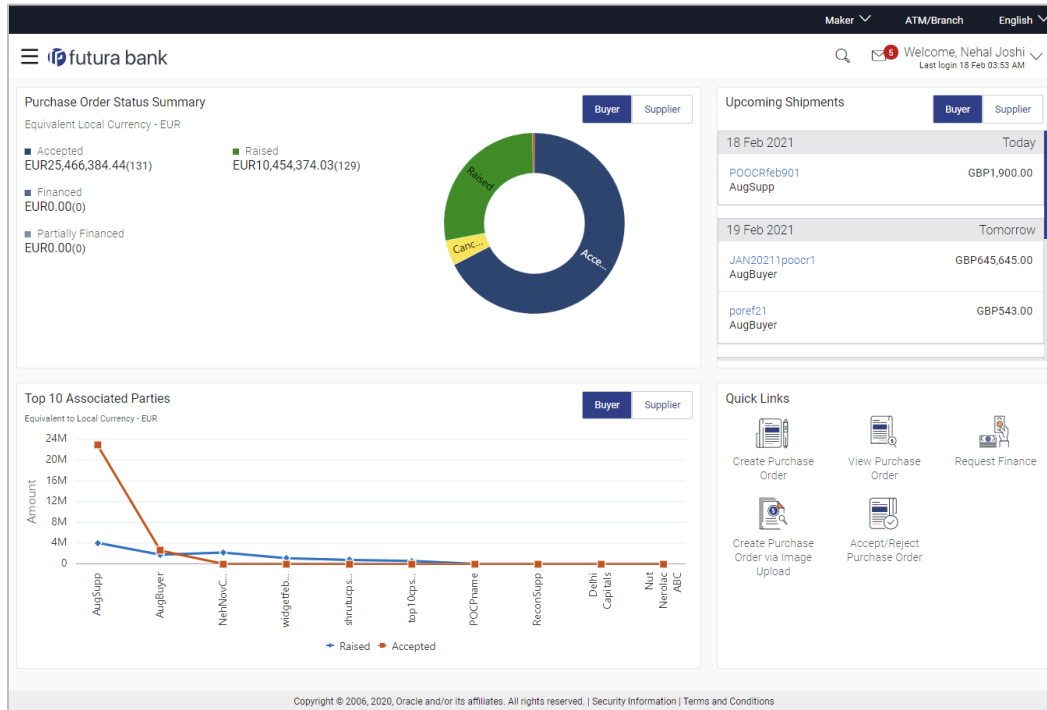 Maker ATM/Branch English
futura bank
5 Welcome, Nehal Joshi
Last login 18 Feb 03:53 AM
Purchase Order Status Summary
Buyer Supplier
Equivalent Local Currency - EUR
Accepted
EUR25,466,384.44(131)
Raised
EUR10,454,374.03(129)
Financed
EUR0.00(0)
Partially Financed
EUR0.00(0)
Raised
Canc...
Acce...
Upcoming Shipments
Buyer Supplier
18 Feb 2021 Today
POOCRfeb901 GBP1,900.00
AugSupp
19 Feb 2021 Tomorrow
JAN20211poocr1 GBP645,645.00
AugBuyer
poref21 GBP543.00
AugBuyer
Top 10 Associated Parties
Buyer Supplier
Equivalent to Local Currency - EUR
Amount
24M
20M
16M
12M
8M
4M
0
AugSupp
AugBuyer
NehNovC...
widgetfeb...
shrutucps...
top10cps...
POCPname
ReconSupp
Delhi
Capitals
Nut
Nerolac
ABC
Raised Accepted
Quick Links
Create Purchase
Order
View Purchase
Order
Request Finance
Create Purchase
Order via Image
Upload
Accept/Reject
Purchase Order
Copyright © 2006, 2020, Oracle and/or its affiliates. All rights reserved. | Security Information | Terms and Conditions